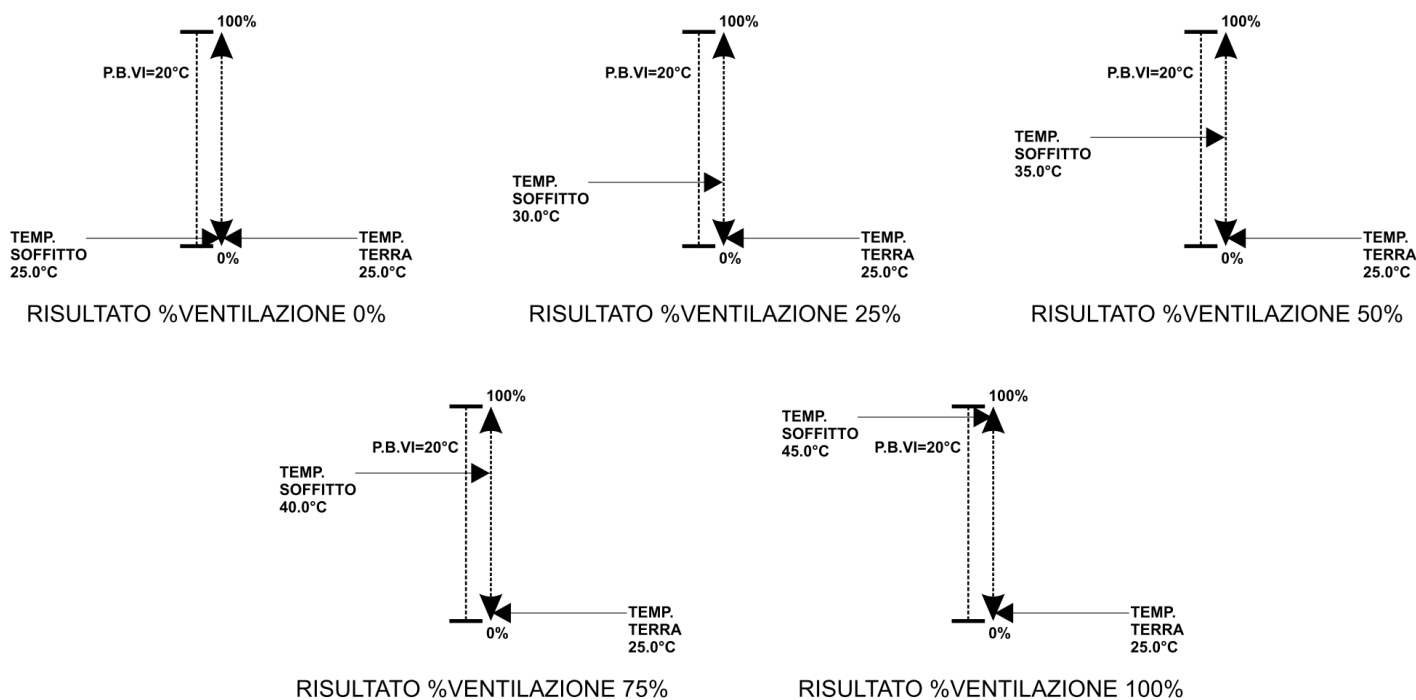 100%
P.B.VI=20°C
TEMP.
SOFFITTO
25.0°C
0%
TEMP.
TERRA
25.0°C
RISULTATO %VENTILAZIONE 0%
100%
P.B.VI=20°C
TEMP.
SOFFITTO
30.0°C
0%
TEMP.
TERRA
25.0°C
RISULTATO %VENTILAZIONE 25%
100%
P.B.VI=20°C
TEMP.
SOFFITTO
35.0°C
0%
TEMP.
TERRA
25.0°C
RISULTATO %VENTILAZIONE 50%
100%
P.B.VI=20°C
TEMP.
SOFFITTO
40.0°C
0%
TEMP.
TERRA
25.0°C
RISULTATO %VENTILAZIONE 75%
100%
TEMP.
SOFFITTO
45.0°C
P.B.VI=20°C
0%
TEMP.
TERRA
25.0°C
RISULTATO %VENTILAZIONE 100%